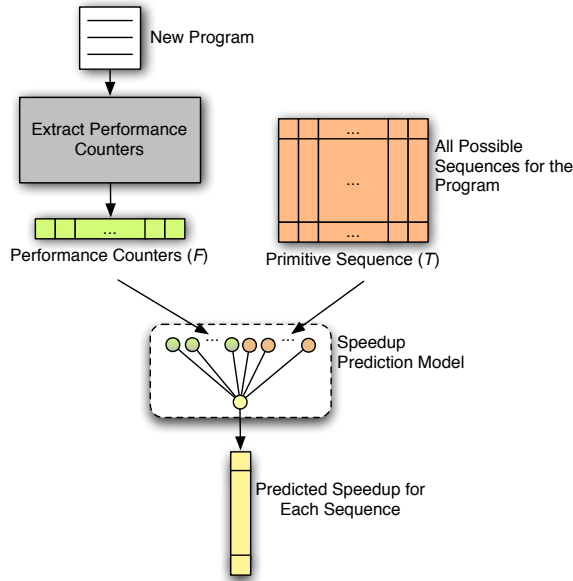 New Program
Extract Performance
Counters
...
Performance Counters (F)
...
...
...
All Possible
Sequences for the
Program
Primitive Sequence (T)
...
...
Speedup
Prediction Model
Predicted Speedup for
Each Sequence